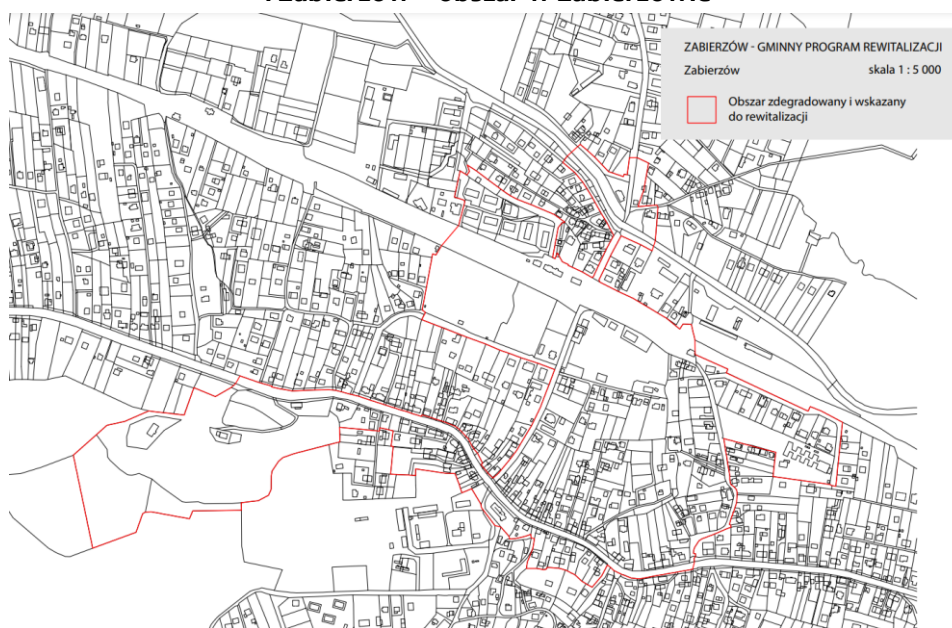 ZABIERZÓW - GMINNY PROGRAM REWITALIZACJI
Zabierzów skala 1 : 5 000
Obszar zdegradowany i wskazany
do rewitalizacji